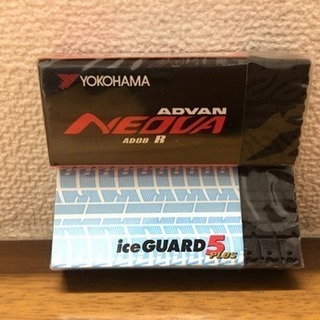 YOKOHAMA
ADVAN
NEOVA
AD08 R
iceGUARD 5
PLUS